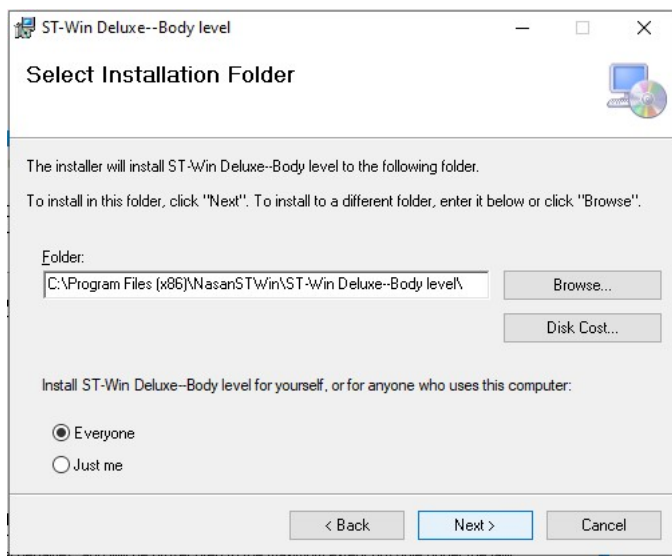 ST-Win Deluxe--Body level
Select Installation Folder
The installer will install ST-Win Deluxe--Body level to the following folder.
To install in this folder, click "Next". To install to a different folder, enter it below or click "Browse".
Folder:
C:\Program Files (x86)\NasanSTWin\ST-Win Deluxe--Body level\
Browse...
Disk Cost...
Install ST-Win Deluxe--Body level for yourself, or for anyone who uses this computer:
Everyone
Just me
< Back
Next >
Cancel